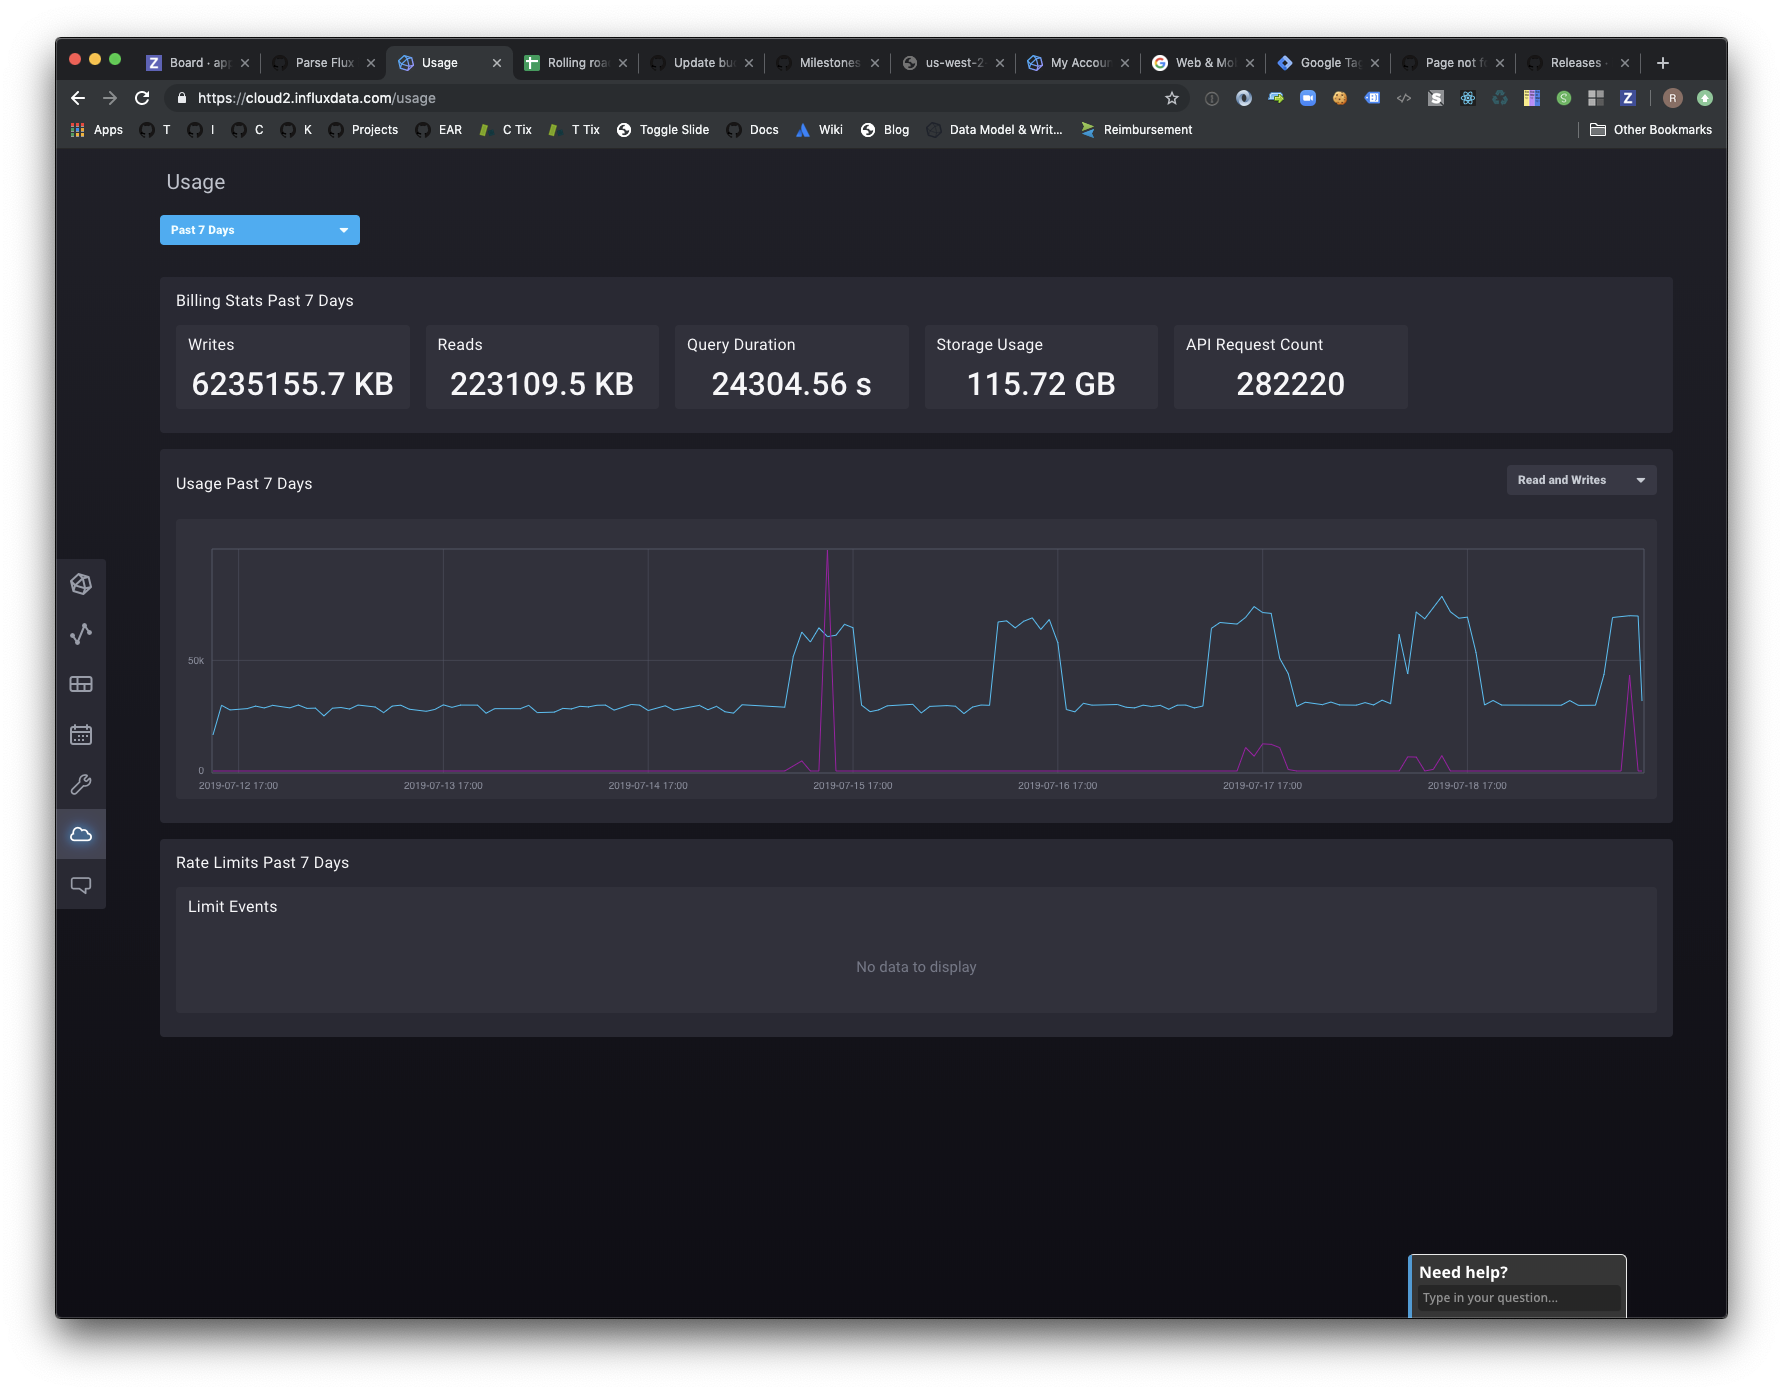 Board · ap
Parse Flux
Usage
Rolling roa
Update bu
Milestones
us-west-2
My Accour
Web & Mo
Google Ta
Page not f
Releases ·
https://cloud2.influxdata.com/usage
R
Apps T I C K Projects EAR C Tix T Tix Toggle Slide Docs Wiki Blog Data Model & Writ... Reimbursement Other Bookmarks
Usage
Past 7 Days
Billing Stats Past 7 Days
Writes
6235155.7 KB
Reads
223109.5 KB
Query Duration
24304.56 s
Storage Usage
115.72 GB
API Request Count
282220
Usage Past 7 Days
Read and Writes
50k
0
2019-07-12 17:00 2019-07-13 17:00 2019-07-14 17:00 2019-07-15 17:00 2019-07-16 17:00 2019-07-17 17:00 2019-07-18 17:00
Rate Limits Past 7 Days
Limit Events
No data to display
Need help?
Type in your question...